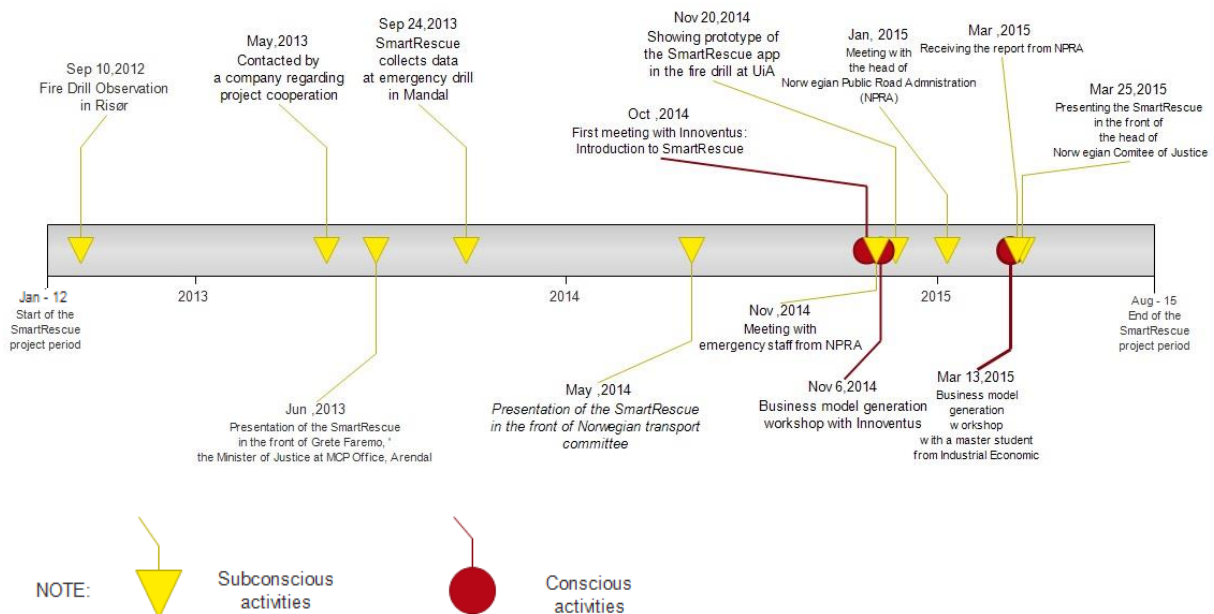 Sep 10,2012
Fire Drill Observation
in Risør
May,2013
Contacted by
a company regarding
project cooperation
Sep 24,2013
SmartRescue
collects data
at emergency drill
in Mandal
Oct ,2014
First meeting with Innoventus:
Introduction to SmartRescue
Nov 20,2014
Showing prototype of
the SmartRescue app
in the fire drill at UiA
Jan, 2015
Meeting with
the head of
Norwegian Public Road Admnistration
(NPRA)
Mar ,2015
Receiving the report from NPRA
Mar 25,2015
Presenting the SmartRescue
in the front of
the head of
Norwegian Comitee of Justice
Jan - 12
Start of the
SmartRescue
project period
2013
2014
2015
Aug - 15
End of the
SmartRescue
project period
Jun ,2013
Presentation of the SmartRescue
in the front of Grete Faremo, '
the Minister of Justice at MCP Office, Arendal
May ,2014
Presentation of the SmartRescue
in the front of Norwegian transport
committee
Nov ,2014
Meeting with
emergency staff from NPRA
Nov 6,2014
Business model generation
workshop with Innoventus
Mar 13,2015
Business model
generation
workshop
with a master student
from Industrial Economic
NOTE:
Subconscious
activities
Conscious
activities